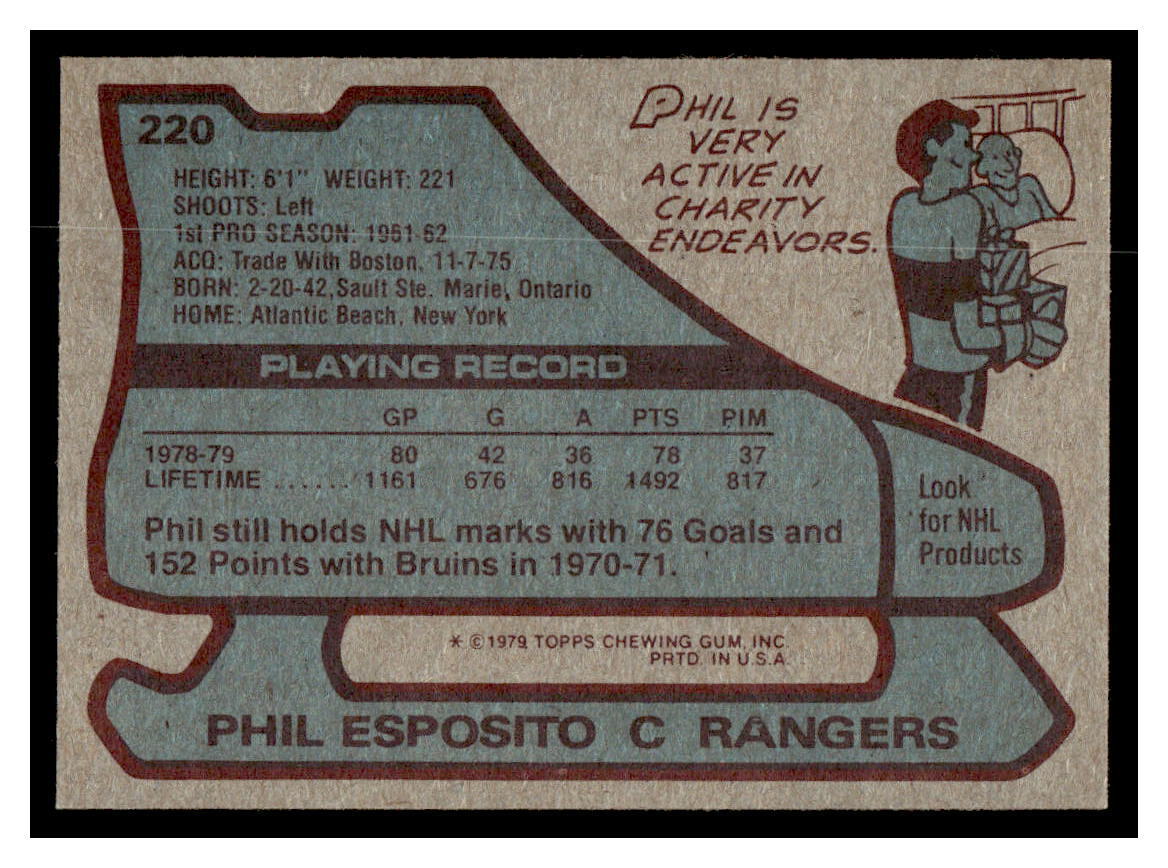 220
HEIGHT: 6'1" WEIGHT: 221
SHOOTS: Left
1st PRO SEASON: 1961-62
ACQ: Trade With Boston, 11-7-75
BORN: 2-20-42, Sault Ste. Marie, Ontario
HOME: Atlantic Beach, New York
PHIL IS
VERY
ACTIVE IN
CHARITY
ENDEAVORS.
PLAYING RECORD
GP G A PTS PIM
1978-79 80 42 36 78 37
LIFETIME ...... 1161 676 816 1492 817
Phil still holds NHL marks with 76 Goals and
152 Points with Bruins in 1970-71.
Look
for NHL
Products
* ©1979 TOPPS CHEWING GUM, INC.
PRTD. IN U.S.A.
PHIL ESPOSITO C RANGERS